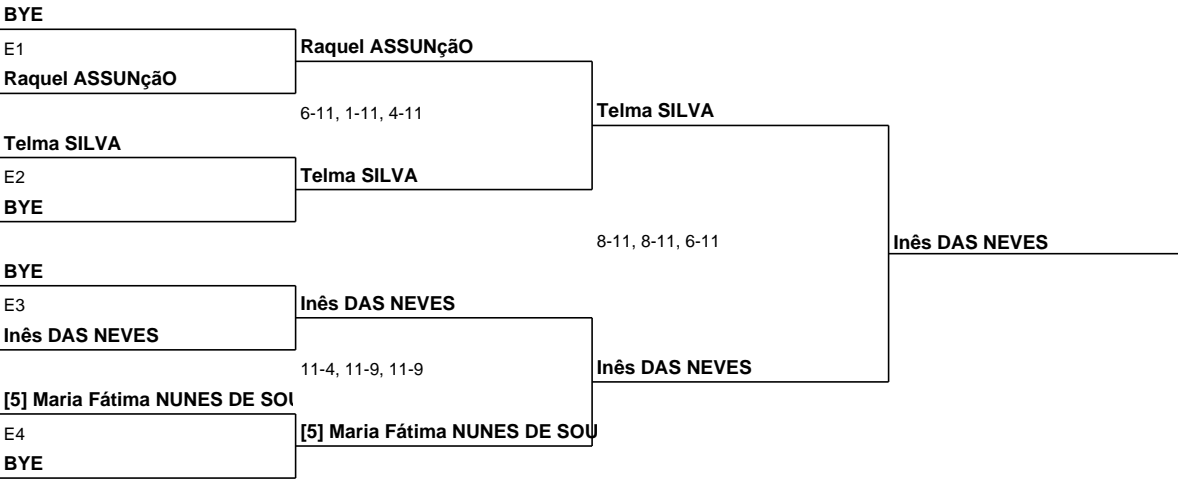 BYE
E1
Raquel ASSUNçãO
Raquel ASSUNçãO
6-11, 1-11, 4-11
Telma SILVA
Telma SILVA
E2
BYE
Telma SILVA
8-11, 8-11, 6-11
Inês DAS NEVES
BYE
E3
Inês DAS NEVES
Inês DAS NEVES
11-4, 11-9, 11-9
Inês DAS NEVES
[5] Maria Fátima NUNES DE SOU
E4
BYE
[5] Maria Fátima NUNES DE SOU